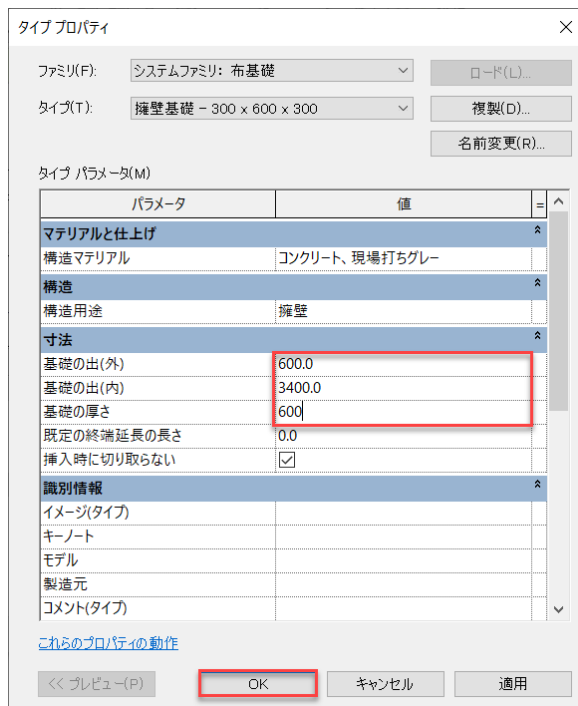 タイプ プロパティ
ファミリ(F): システムファミリ: 布基礎 ロード(L)...
タイプ(T): 擁壁基礎 - 300 x 600 x 300 複製(D)...
名前変更(R)...
タイプ パラメータ(M)
パラメータ 値 =
マテリアルと仕上げ
構造マテリアル コンクリート、現場打ちグレー
構造
構造用途 擁壁
寸法
基礎の出(外) 600.0
基礎の出(内) 3400.0
基礎の厚さ 600
既定の終端延長の長さ 0.0
挿入時に切り取らない
識別情報
イメージ(タイプ)
キーノート
モデル
製造元
コメント(タイプ)
これらのプロパティの動作
<< プレビュー(P) OK キャンセル 適用